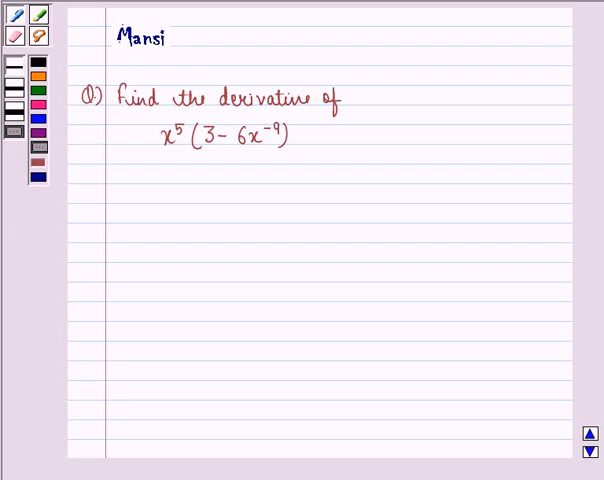 Mansi
Q.) Find the derivative of
x⁵ (3 - 6x⁻⁹)